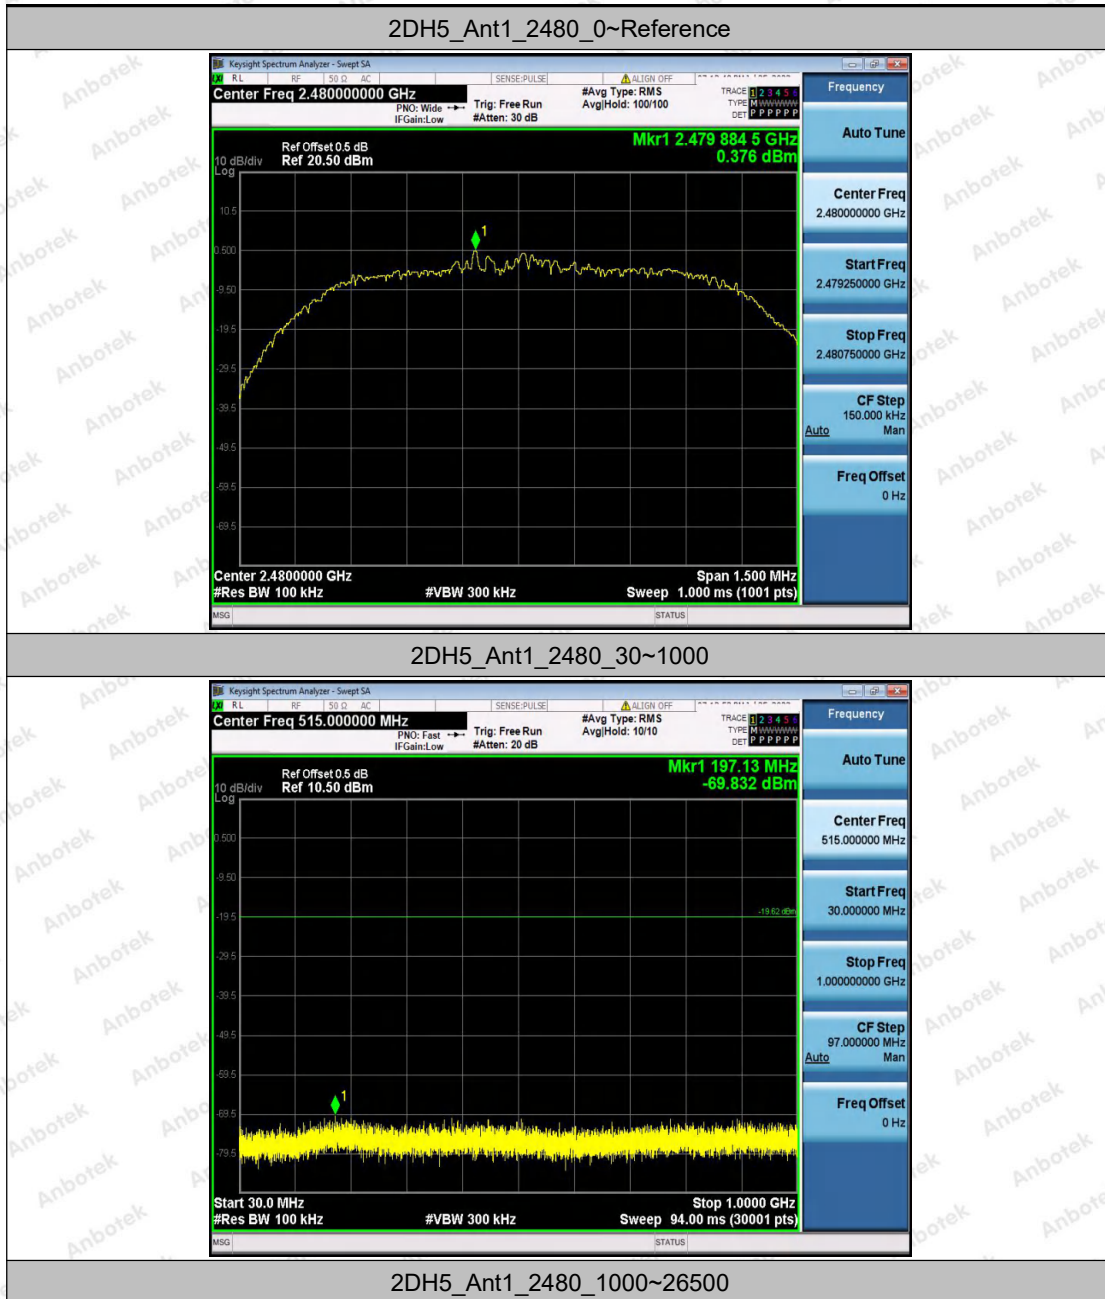 2DH5_Ant1_2480_0~Reference
Keysight Spectrum Analyzer - Swept SA
RL RF 50 Ω AC SENSE:PULSE ALIGN OFF
Center Freq 2.480000000 GHz
PNO: Wide
IFGain:Low
Trig: Free Run
#Atten: 30 dB
#Avg Type: RMS
Avg|Hold: 100/100
TRACE 1 2 3 4 5 6
TYPE M W W W W W
DET P P P P P P
Frequency
Auto Tune
Ref Offset 0.5 dB
Mkr1 2.479 884 5 GHz
10 dB/div Ref 20.50 dBm
0.376 dBm
Log
10.5
0.500
-9.50
-19.5
-29.5
-39.5
-49.5
-59.5
-69.5
1
Center Freq
2.480000000 GHz
Start Freq
2.479250000 GHz
Stop Freq
2.480750000 GHz
CF Step
150.000 kHz
Auto Man
Freq Offset
0 Hz
Center 2.4800000 GHz Span 1.500 MHz
#Res BW 100 kHz #VBW 300 kHz Sweep 1.000 ms (1001 pts)
MSG STATUS
2DH5_Ant1_2480_30~1000
Keysight Spectrum Analyzer - Swept SA
RL RF 50 Ω AC SENSE:PULSE ALIGN OFF
Center Freq 515.000000 MHz
PNO: Fast
IFGain:Low
Trig: Free Run
#Atten: 20 dB
#Avg Type: RMS
Avg|Hold: 10/10
TRACE 1 2 3 4 5 6
TYPE M W W W W W
DET P P P P P P
Frequency
Auto Tune
Ref Offset 0.5 dB
Mkr1 197.13 MHz
10 dB/div Ref 10.50 dBm
-69.832 dBm
Log
0.500
-9.50
-19.5
-29.5
-39.5
-49.5
-59.5
-69.5
-79.5
-19.62 dBm
1
Center Freq
515.000000 MHz
Start Freq
30.000000 MHz
Stop Freq
1.000000000 GHz
CF Step
97.000000 MHz
Auto Man
Freq Offset
0 Hz
Start 30.0 MHz Stop 1.0000 GHz
#Res BW 100 kHz #VBW 300 kHz Sweep 94.00 ms (30001 pts)
MSG STATUS
2DH5_Ant1_2480_1000~26500
Anbotek